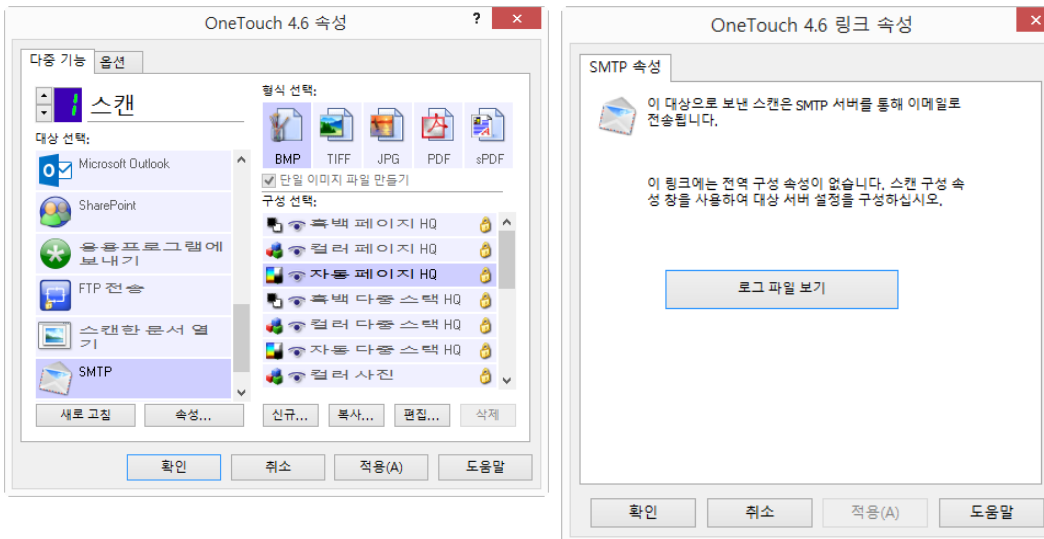 OneTouch 4.6 속성
?
×
다중 기능
옵션
1 스캔
대상 선택:
Microsoft Outlook
SharePoint
응용프로그램에
보내기
FTP 전송
스캔한 문서 열
기
SMTP
새로 고침
속성...
형식 선택:
BMP
TIFF
JPG
PDF
sPDF
단일 이미지 파일 만들기
구성 선택:
흑백 페이지 HQ
컬러 페이지 HQ
자동 페이지 HQ
흑백 다중 스택 HQ
컬러 다중 스택 HQ
자동 다중 스택 HQ
컬러 사진
신규...
복사...
편집...
삭제
확인
취소
적용(A)
도움말
OneTouch 4.6 링크 속성
×
SMTP 속성
이 대상으로 보낸 스캔은 SMTP 서버를 통해 이메일로
전송됩니다.
이 링크에는 전역 구성 속성이 없습니다. 스캔 구성 속
성 창을 사용하여 대상 서버 설정을 구성하십시오.
로그 파일 보기
확인
취소
적용(A)
도움말